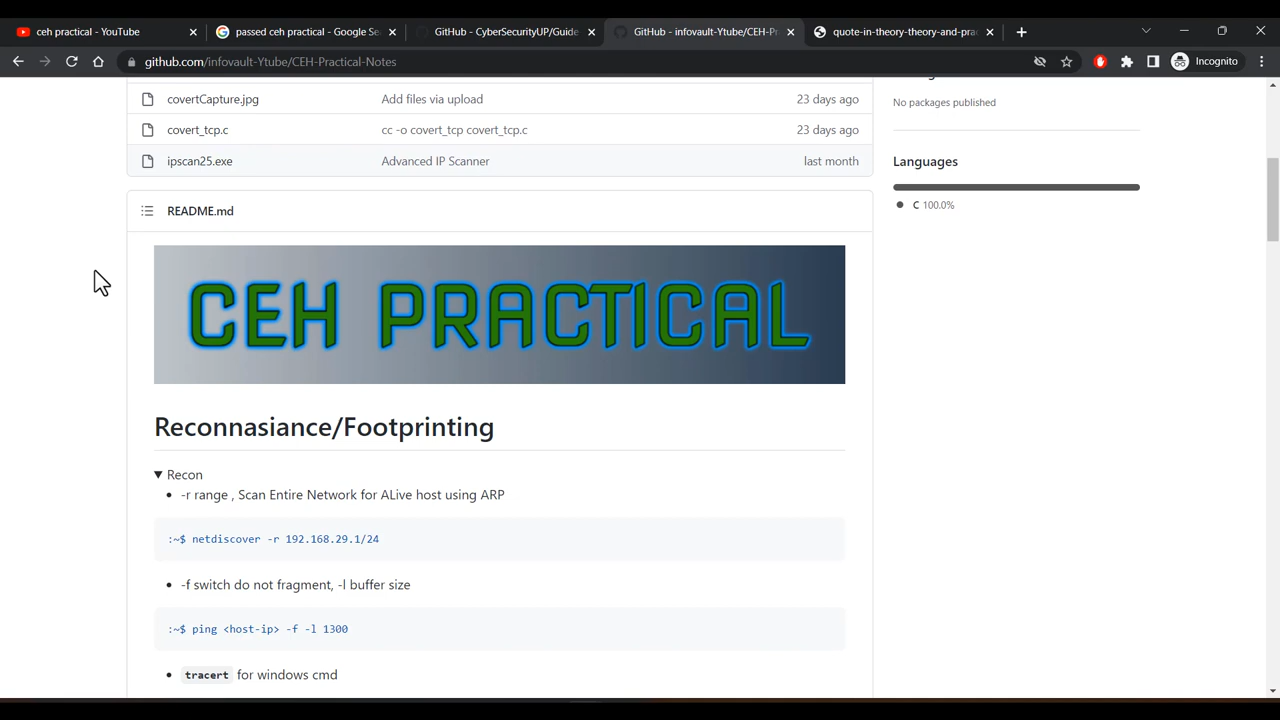 ceh practical - YouTube
passed ceh practical - Google Se
GitHub - CyberSecurityUP/Guide
GitHub - infovault-Ytube/CEH-Pr
quote-in-theory-theory-and-pra
github.com/infovault-Ytube/CEH-Practical-Notes
Incognito
covertCapture.jpg Add files via upload 23 days ago
covert_tcp.c cc -o covert_tcp covert_tcp.c 23 days ago
ipscan25.exe Advanced IP Scanner last month
No packages published
Languages
C 100.0%
README.md
CEH PRACTICAL
Reconnasiance/Footprinting
Recon
-r range , Scan Entire Network for ALive host using ARP
:~$ netdiscover -r 192.168.29.1/24
-f switch do not fragment, -l buffer size
:~$ ping <host-ip> -f -l 1300
tracert for windows cmd